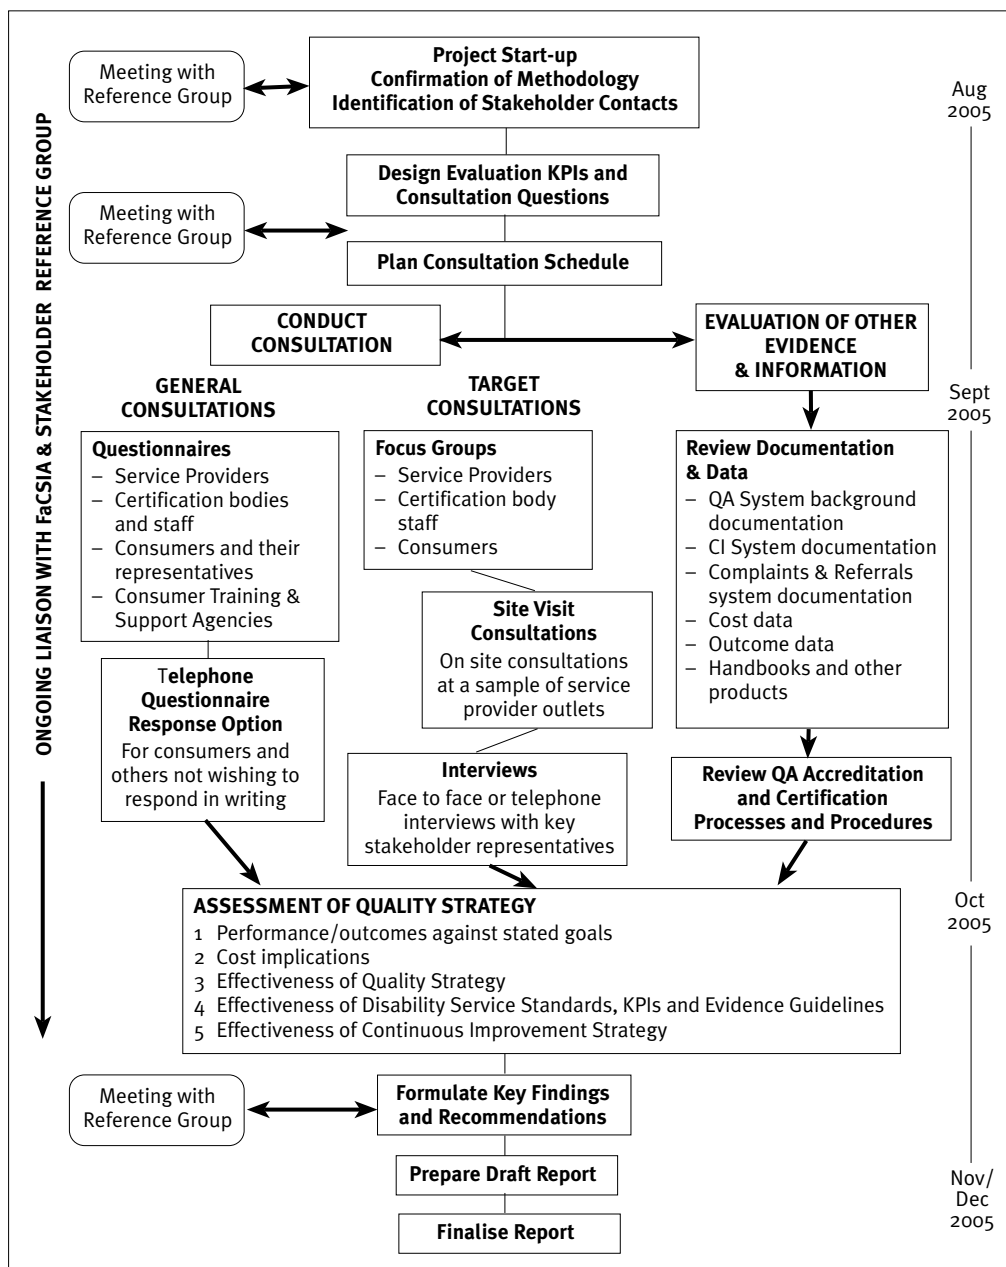 Project Start-up
Confirmation of Methodology
Identification of Stakeholder Contacts
Meeting with
Reference Group
Aug
2005
Design Evaluation KPIs and
Consultation Questions
Meeting with
Reference Group
Plan Consultation Schedule
ONGOING LIAISON WITH FaCSIA & STAKEHOLDER REFERENCE GROUP
CONDUCT
CONSULTATION
EVALUATION OF OTHER
EVIDENCE
& INFORMATION
GENERAL
CONSULTATIONS
TARGET
CONSULTATIONS
Sept
2005
Questionnaires
– Service Providers
– Certification bodies
and staff
– Consumers and their
representatives
– Consumer Training &
Support Agencies
Telephone
Questionnaire
Response Option
For consumers and
others not wishing to
respond in writing
Focus Groups
– Service Providers
– Certification body
staff
– Consumers
Site Visit
Consultations
On site consultations
at a sample of service
provider outlets
Interviews
Face to face or telephone
interviews with key
stakeholder representatives
Review Documentation
& Data
– QA System background
documentation
– CI System documentation
– Complaints & Referrals
system documentation
– Cost data
– Outcome data
– Handbooks and other
products
Review QA Accreditation
and Certification
Processes and Procedures
ASSESSMENT OF QUALITY STRATEGY
1 Performance/outcomes against stated goals
2 Cost implications
3 Effectiveness of Quality Strategy
4 Effectiveness of Disability Service Standards, KPIs and Evidence Guidelines
5 Effectiveness of Continuous Improvement Strategy
Oct
2005
Meeting with
Reference Group
Formulate Key Findings
and Recommendations
Prepare Draft Report
Finalise Report
Nov/
Dec
2005